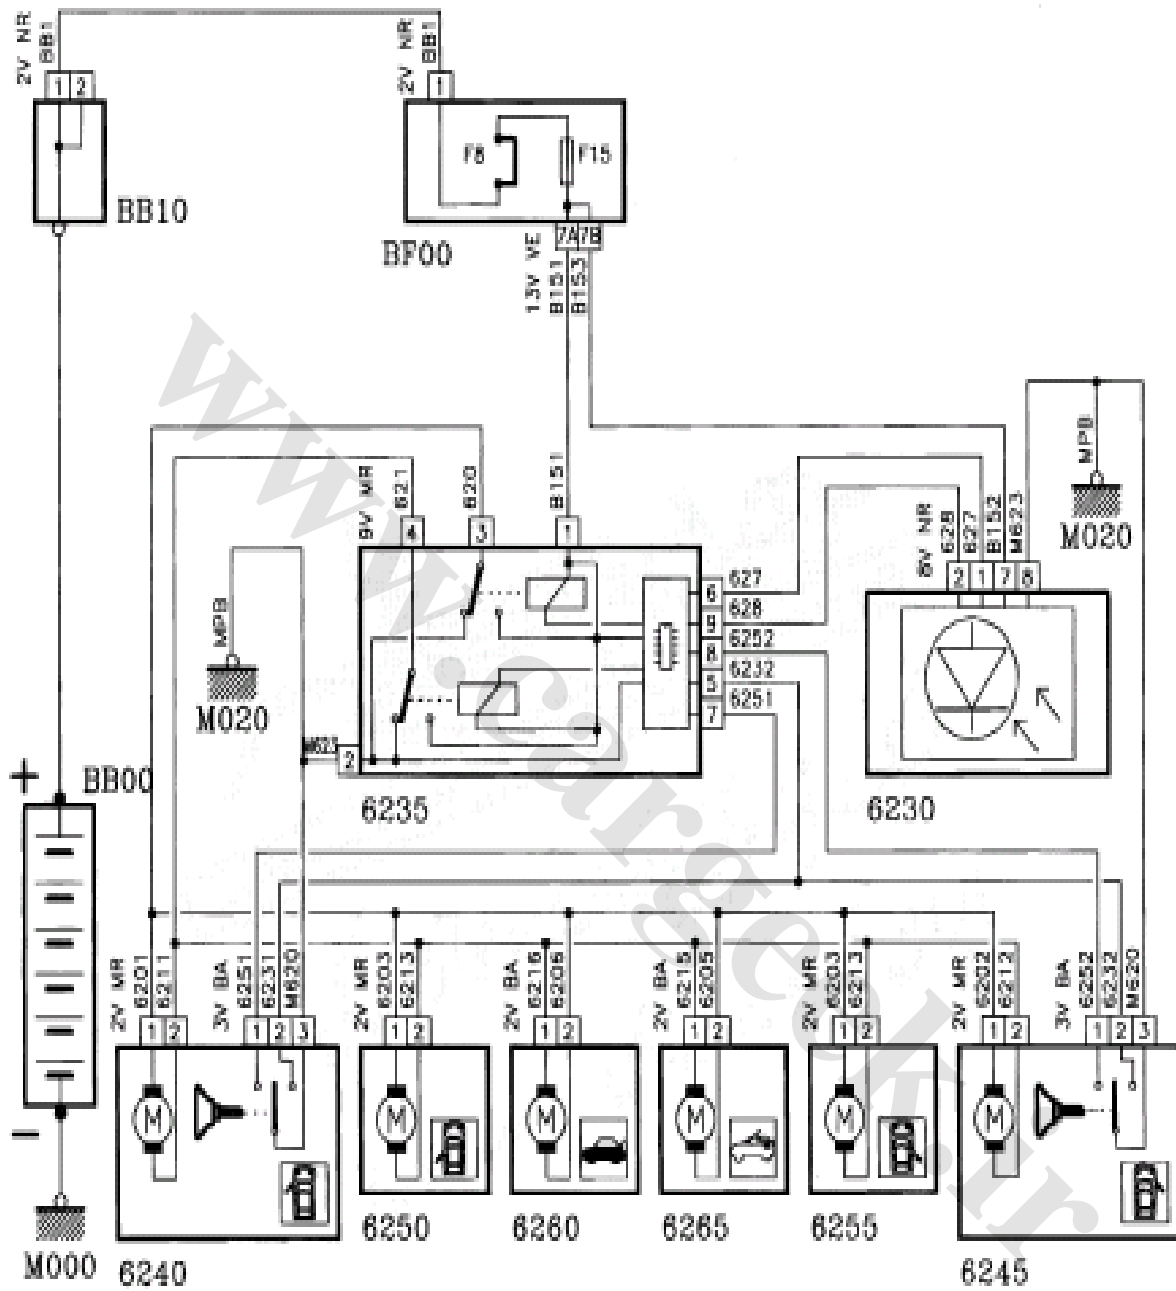 2V NR
BB1
1 2
BB10
2V NR
BB1
1
F8
F15
BF00
7A 7B
13V VE
B151
B153
www.cargeek.ir
9V MR
621
620
B151
4
3
1
MPB
M020
M623
2
6 627
9 628
8 6252
5 6232
7 6251
6235
8V NR
628
627
B152
M623
2 1 7 8
MPB
M020
6230
+
BB00
−
M000
2V MR
6201
6211
1 2
3V BA
6251
6231
M620
1 2 3
M
6240
2V MR
6203
6213
1 2
M
6250
2V BA
6216
6206
1 2
M
6260
2V BA
6215
6205
1 2
M
6265
2V MR
6203
6213
1 2
M
6255
2V MR
6202
6212
1 2
3V BA
6252
6232
M620
1 2 3
M
6245